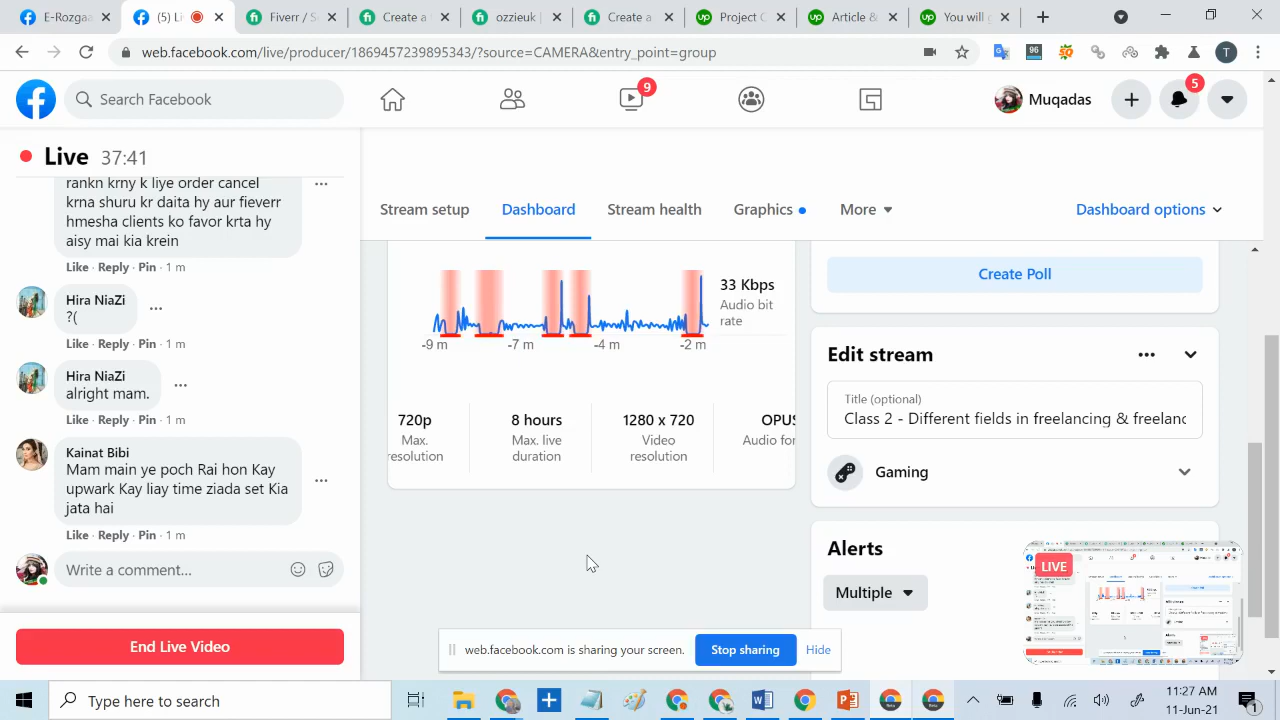 E-Rozgaa
(5) Li
Fiverr / S
Create a
ozzieuk
Create a
Project C
Article &
You will
web.facebook.com/live/producer/1869457239895343/?source=CAMERA&entry_point=group
96
T
Search Facebook
9
Muqadas
5
Live 37:41
rankn krny k liye order cancel
krna shuru kr daita hy aur fieverr
hmesha clients ko favor krta hy
aisy mai kia krein
Like · Reply · Pin · 1 m
Hira NiaZi
?(
Like · Reply · Pin · 1 m
Hira NiaZi
alright mam.
Like · Reply · Pin · 1 m
Kainat Bibi
Mam main ye poch Rai hon Kay
upwark Kay liay time ziada set Kia
jata hai
Like · Reply · Pin · 1 m
Write a comment...
End Live Video
Stream setup
Dashboard
Stream health
Graphics
More
Dashboard options
33 Kbps
Audio bit
rate
-9 m
-7 m
-4 m
-2 m
720p
Max.
resolution
8 hours
Max. live
duration
1280 x 720
Video
resolution
OPUS
Audio for
Create Poll
Edit stream
Title (optional)
Class 2 - Different fields in freelancing & freelanc
Gaming
Alerts
Multiple
LIVE
web.facebook.com is sharing your screen.
Stop sharing
Hide
Type here to search
11:27 AM
11-Jun-21
1